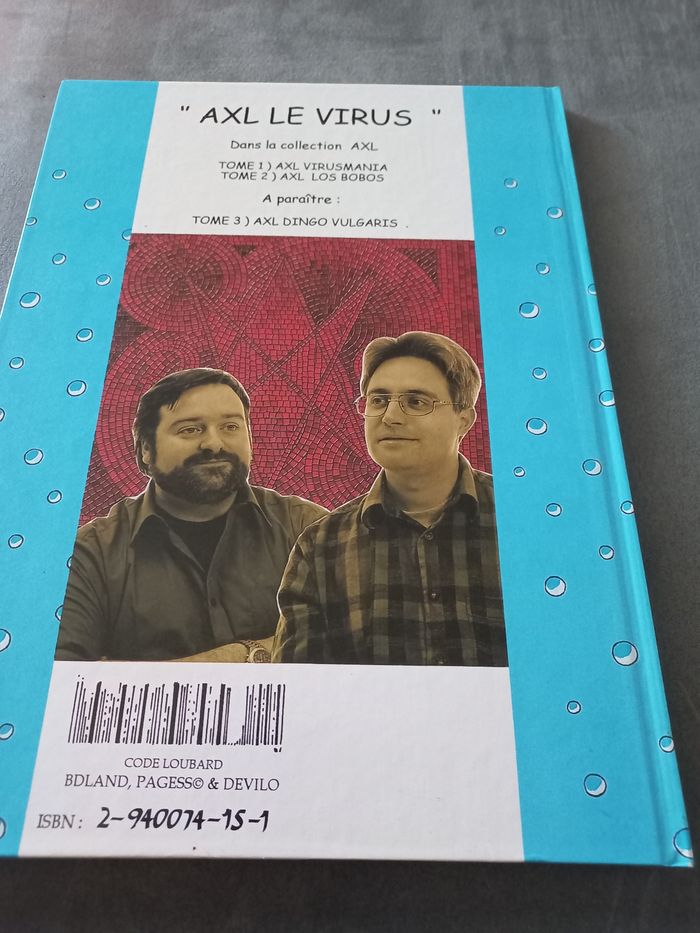 " AXL LE VIRUS "
Dans la collection AXL
TOME 1 ) AXL VIRUSMANIA
TOME 2 ) AXL LOS BOBOS
A paraître :
TOME 3 ) AXL DINGO VULGARIS .
CODE LOUBARD
BDLAND, PAGESS© & DEVILO
ISBN : 2-940074-15-1